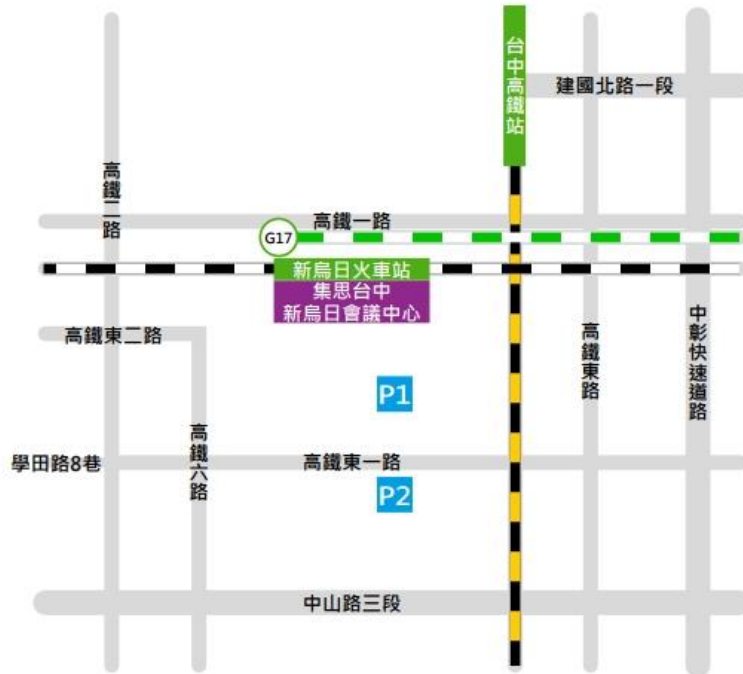 台中高鐵站
建國北路一段
高鐵二路
高鐵一路
G17
新烏日火車站
集思台中
新烏日會議中心
高鐵東二路
高鐵東路
中彰快速道路
P1
高鐵六路
學田路8巷
高鐵東一路
P2
中山路三段